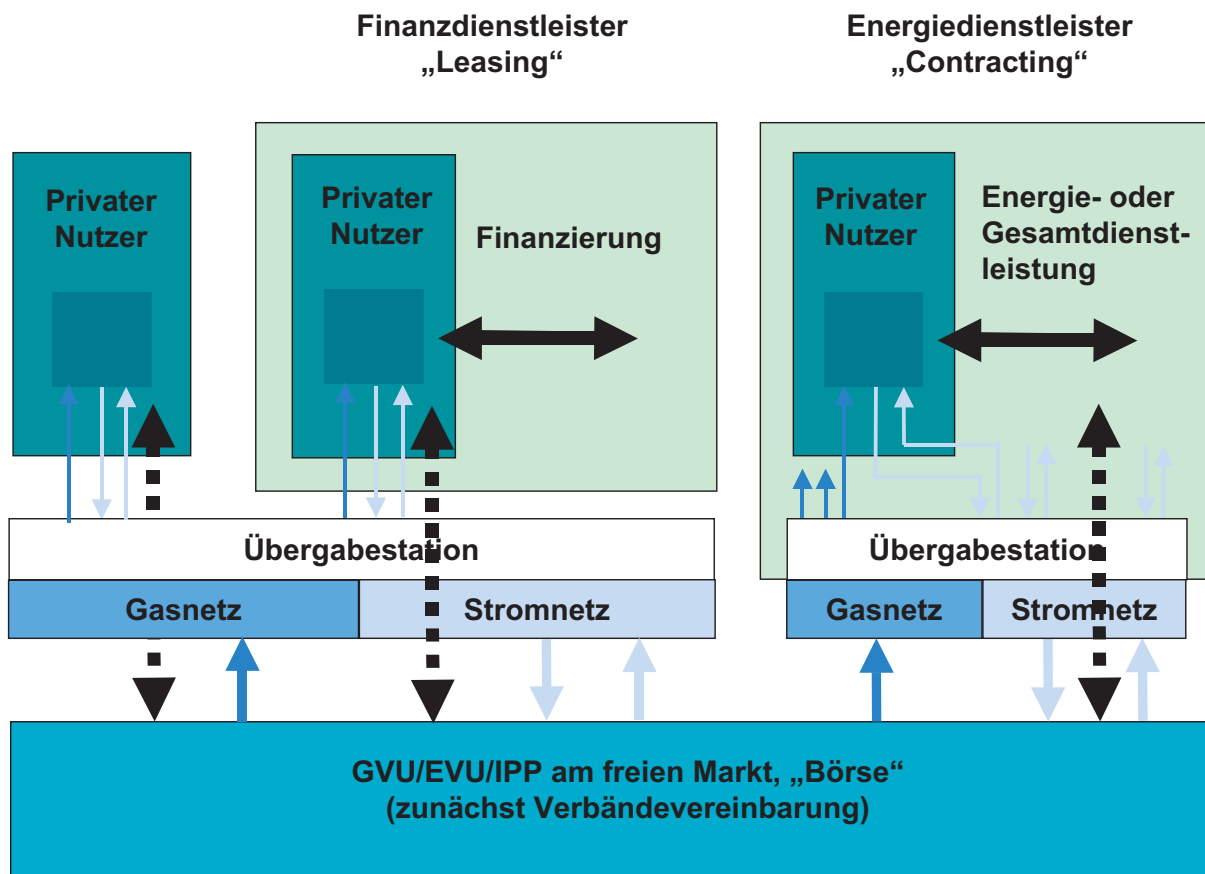 Finanzdienstleister
„Leasing“
Energiedienstleister
„Contracting“
Privater
Nutzer
Privater
Nutzer
Finanzierung
Privater
Nutzer
Energie- oder
Gesamtdienst-
leistung
Übergabestation
Übergabestation
Gasnetz
Stromnetz
Gasnetz
Stromnetz
GVU/EVU/IPP am freien Markt, „Börse“
(zunächst Verbändevereinbarung)